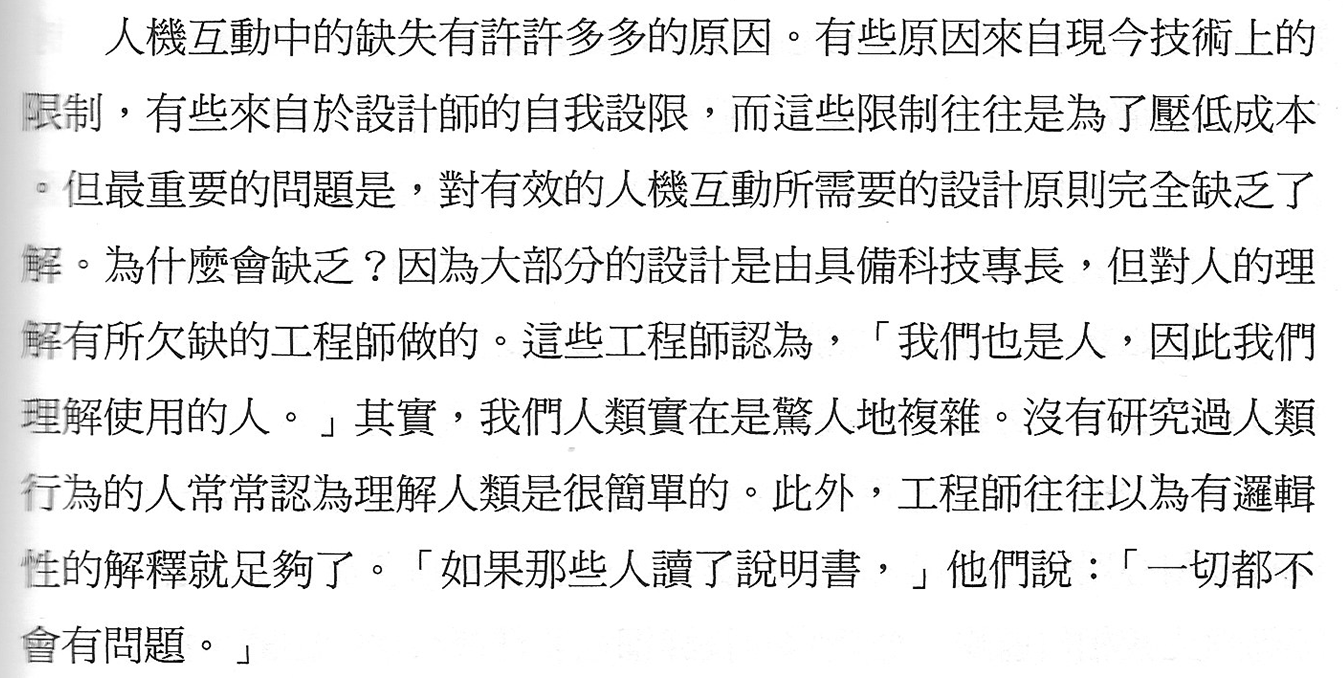 人機互動中的缺失有許許多多的原因。有些原因來自現今技術上的
限制，有些來自於設計師的自我設限，而這些限制往往是為了壓低成本
。但最重要的問題是，對有效的人機互動所需要的設計原則完全缺乏了
解。為什麼會缺乏？因為大部分的設計是由具備科技專長，但對人的理
解有所欠缺的工程師做的。這些工程師認為，「我們也是人，因此我們
理解使用的人。」其實，我們人類實在是驚人地複雜。沒有研究過人類
行為的人常常認為理解人類是很簡單的。此外，工程師往往以為有邏輯
性的解釋就足夠了。「如果那些人讀了說明書，」他們說：「一切都不
會有問題。」